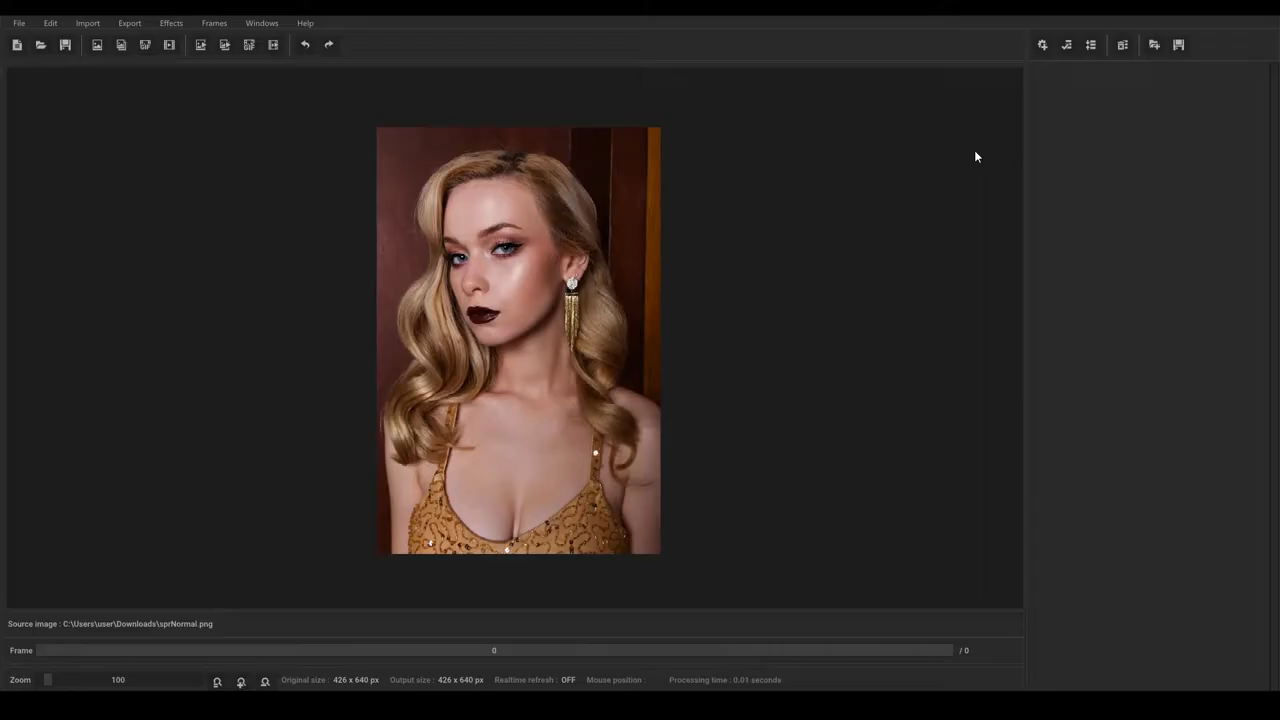 File Edit Import Export Effects Frames Windows Help
Source image : C:\Users\user\Downloads\sprNormal.png
Frame 0 / 0
Zoom 100 Original size : 426 x 640 px Output size : 426 x 640 px Realtime refresh : OFF Mouse position : Processing time : 0.01 seconds